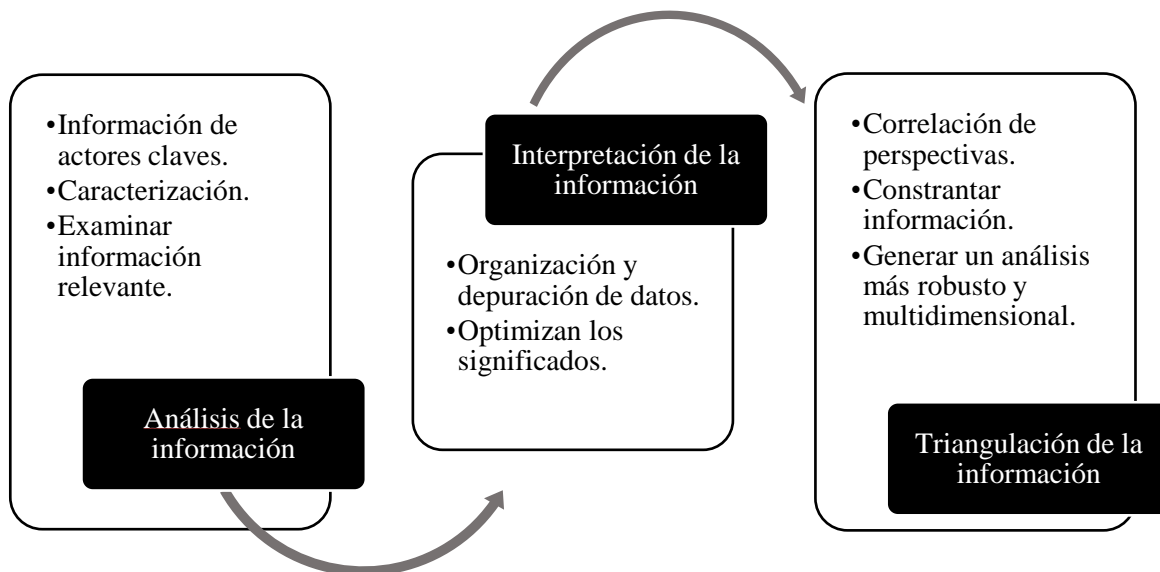 •Información de
actores claves.
•Caracterización.
•Examinar
información
relevante.
Análisis de la
información
Interpretación de la
información
•Organización y
depuración de datos.
•Optimizan los
significados.
•Correlación de
perspectivas.
•Constrantar
información.
•Generar un análisis
más robusto y
multidimensional.
Triangulación de la
información